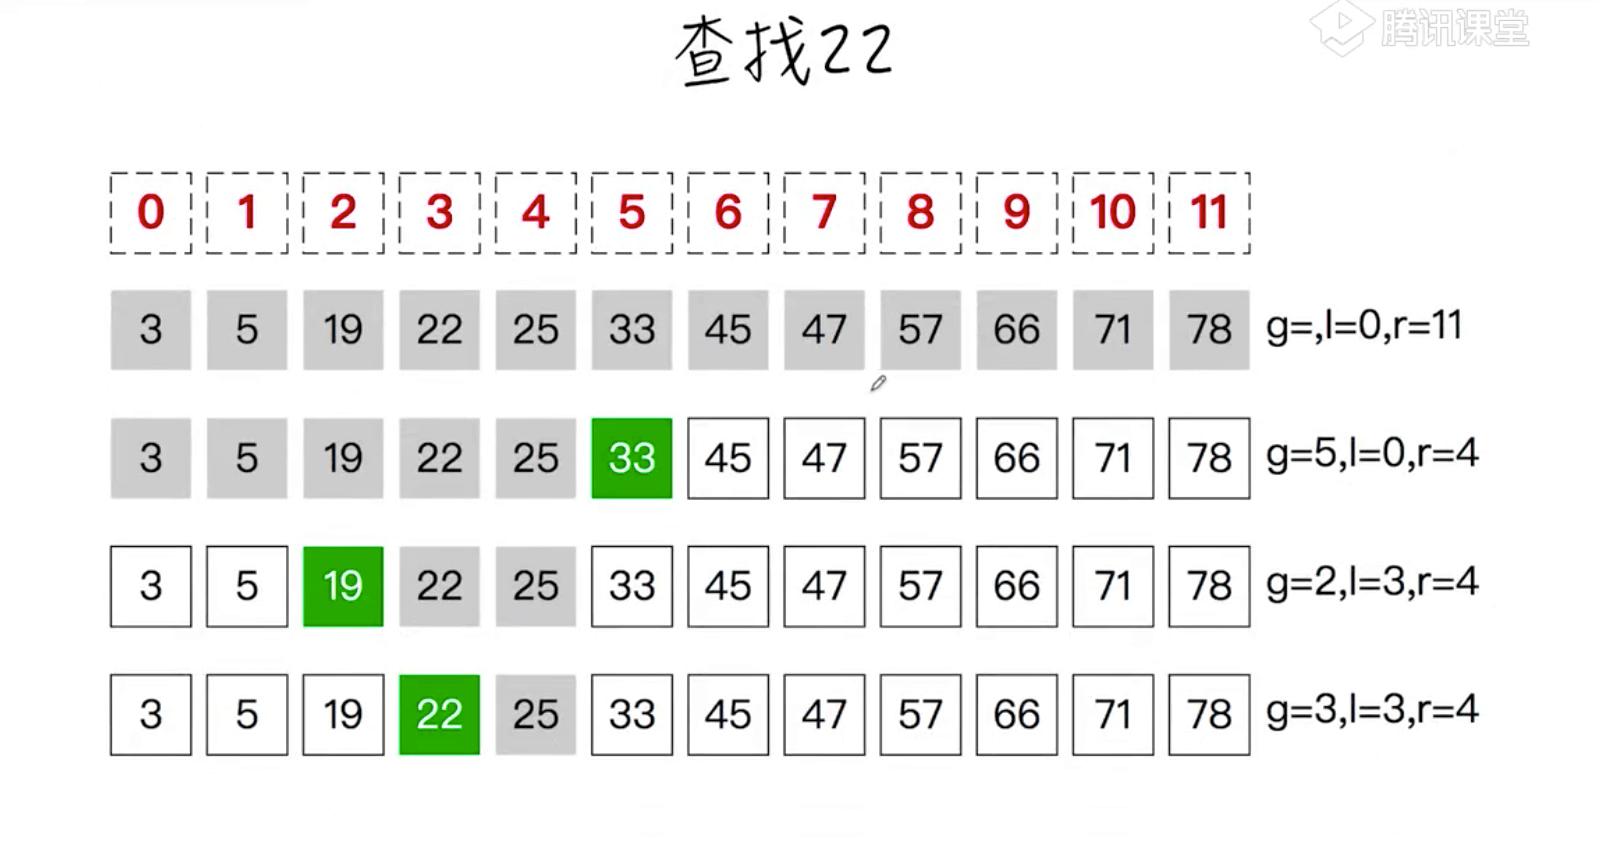 腾讯课堂
查找22
0 1 2 3 4 5 6 7 8 9 10 11
3 5 19 22 25 33 45 47 57 66 71 78 g=,l=0,r=11
3 5 19 22 25 33 45 47 57 66 71 78 g=5,l=0,r=4
3 5 19 22 25 33 45 47 57 66 71 78 g=2,l=3,r=4
3 5 19 22 25 33 45 47 57 66 71 78 g=3,l=3,r=4